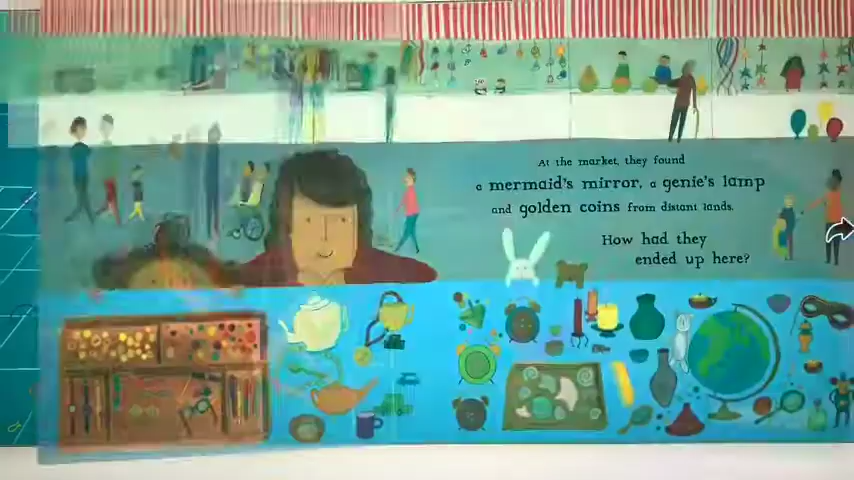 At the market, they found
a mermaid's mirror, a genie's lamp
and golden coins from distant lands.
How had they
ended up here?